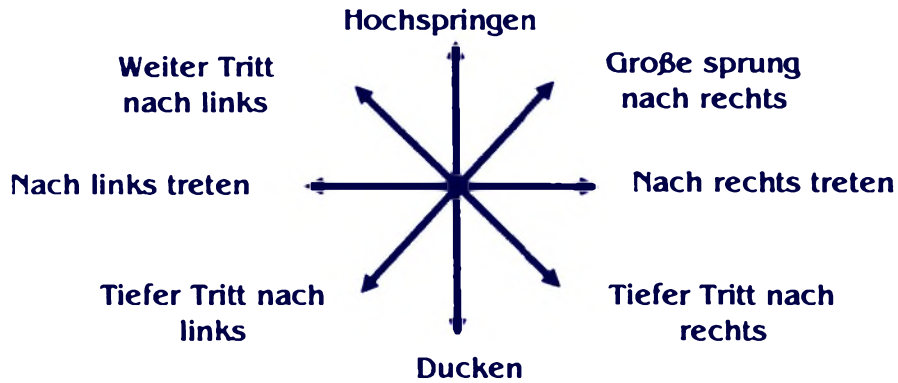 Hochspringen
Weiter Tritt
nach links
Große sprung
nach rechts
Nach links treten
Nach rechts treten
Tiefer Tritt nach
links
Tiefer Tritt nach
rechts
Ducken